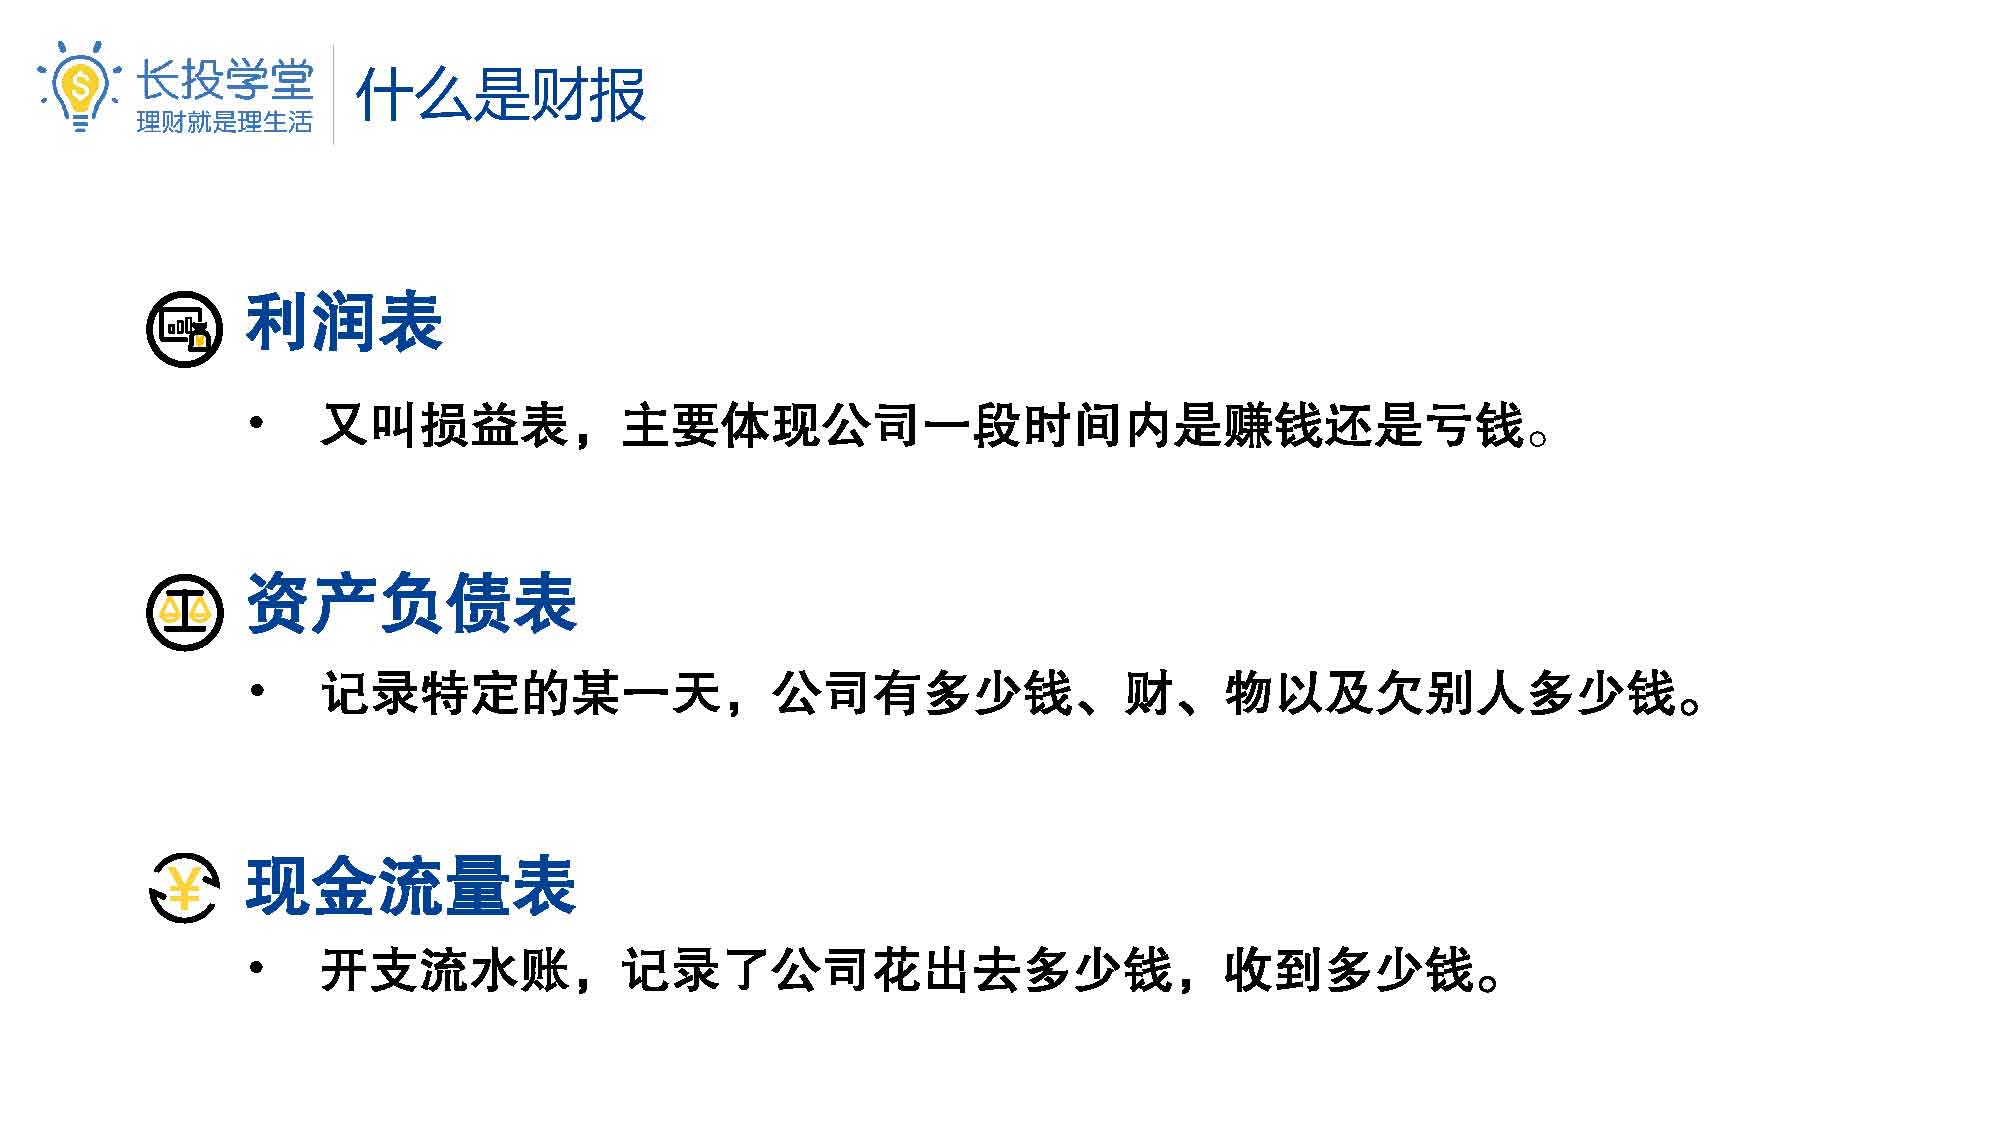 长投学堂
理财就是理生活
什么是财报
利润表
• 又叫损益表，主要体现公司一段时间内是赚钱还是亏钱。
资产负债表
• 记录特定的某一天，公司有多少钱、财、物以及欠别人多少钱。
现金流量表
• 开支流水账，记录了公司花出去多少钱，收到多少钱。